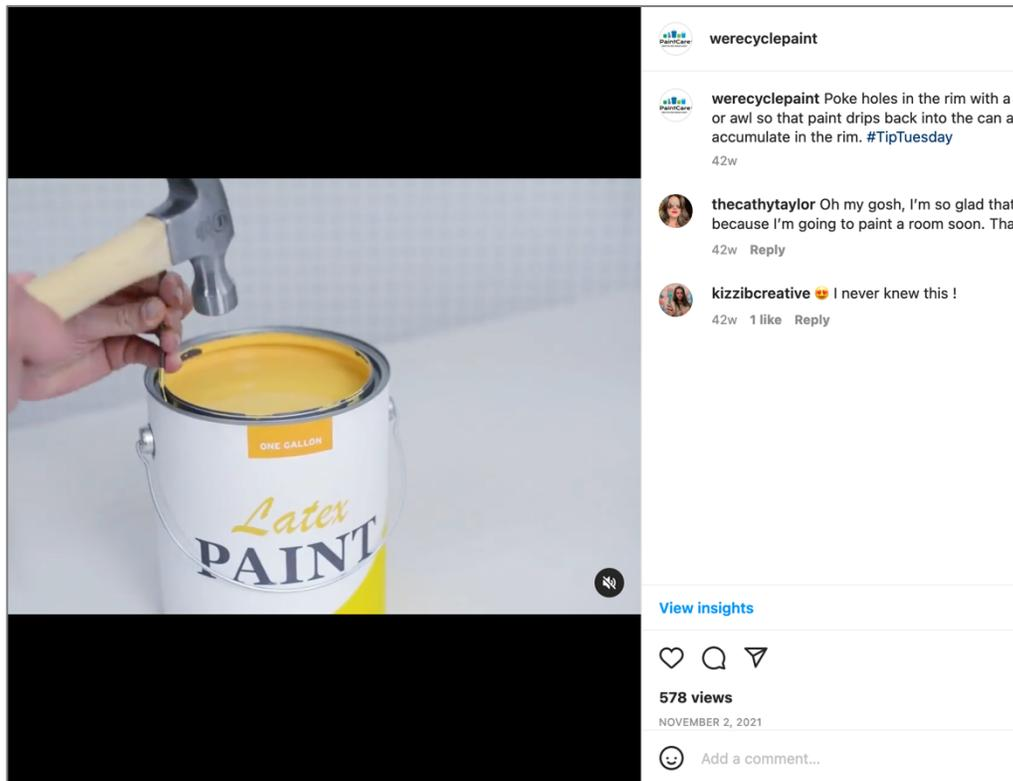 werecyclepaint
PaintCare
werecyclepaint Poke holes in the rim with a
or awl so that paint drips back into the can a
accumulate in the rim. #TipTuesday
42w
thecathytaylor Oh my gosh, I’m so glad that
because I’m going to paint a room soon. Tha
42w Reply
kizzibcreative 😍 I never knew this !
42w 1 like Reply
ONE GALLON
Latex
PAINT
View insights
578 views
NOVEMBER 2, 2021
Add a comment...